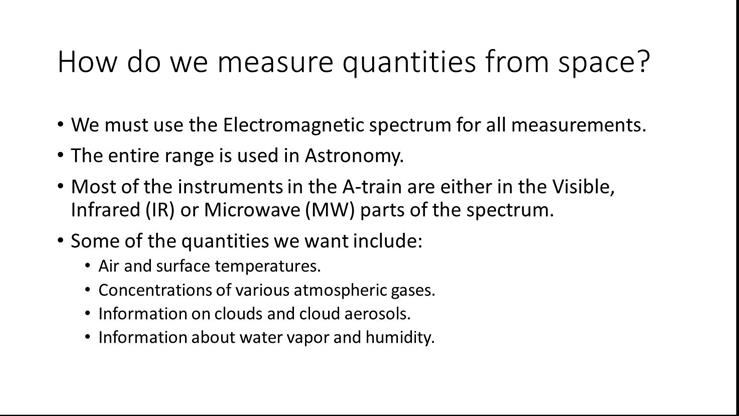 How do we measure quantities from space?
• We must use the Electromagnetic spectrum for all measurements.
• The entire range is used in Astronomy.
• Most of the instruments in the A-train are either in the Visible,
Infrared (IR) or Microwave (MW) parts of the spectrum.
• Some of the quantities we want include:
• Air and surface temperatures.
• Concentrations of various atmospheric gases.
• Information on clouds and cloud aerosols.
• Information about water vapor and humidity.